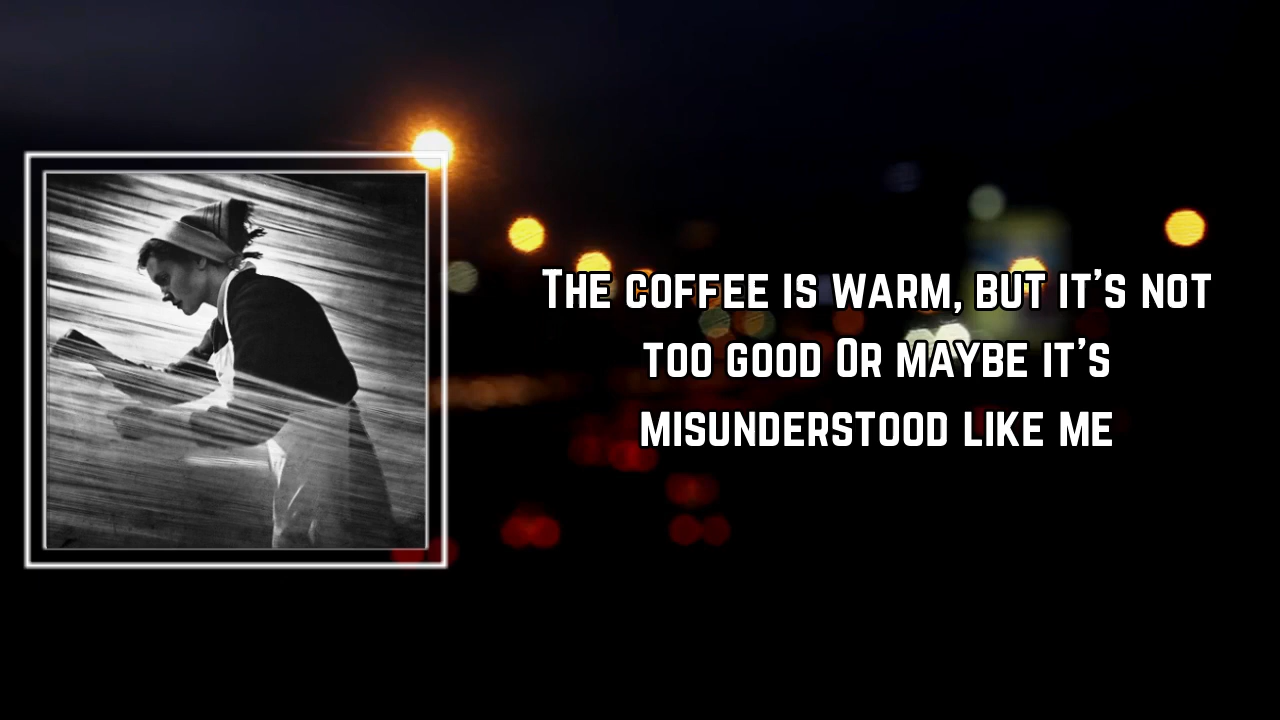 The coffee is warm, but it's not
too good Or maybe it's
misunderstood like me